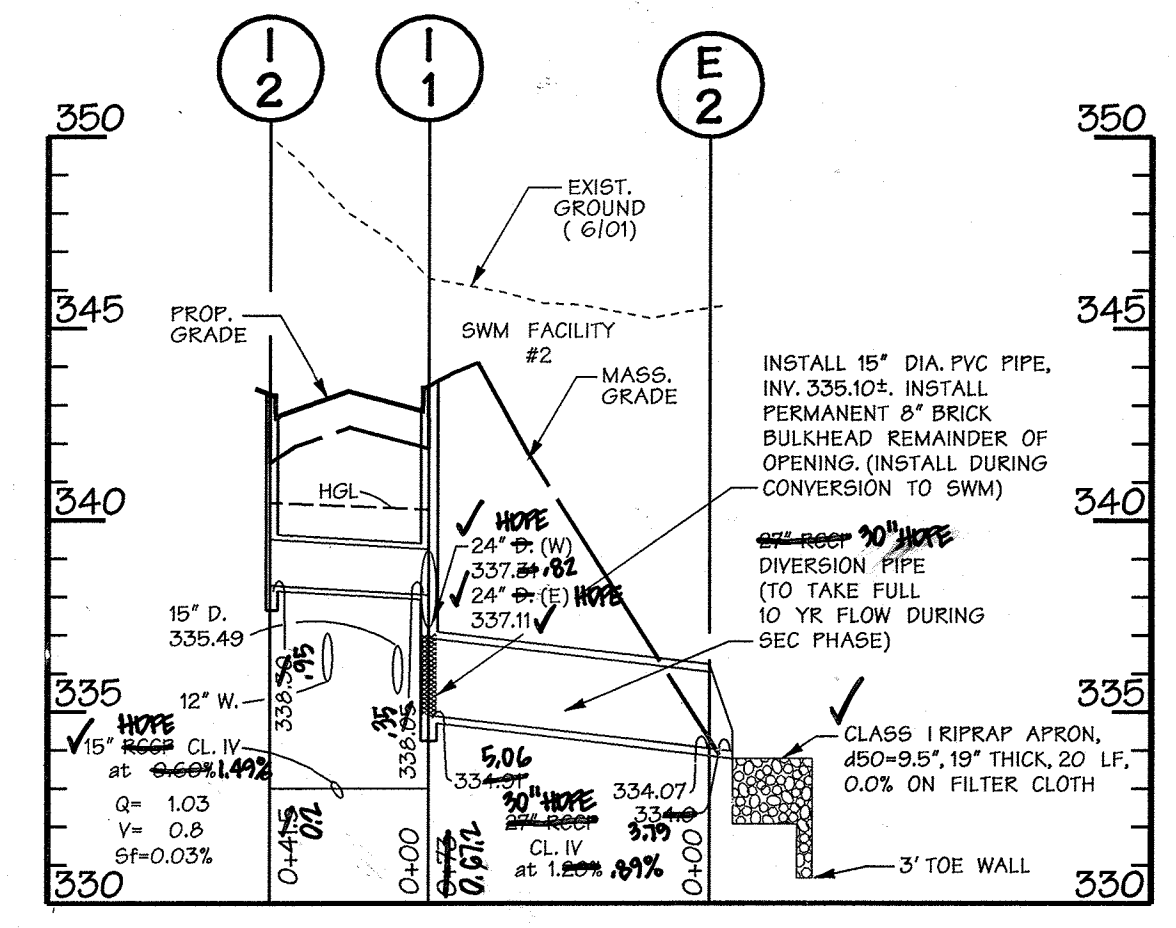 I
2
I
1
E
2
350
350
EXIST.
GROUND
( 6/01)
345
345
PROP.
GRADE
SWM FACILITY
#2
MASS.
GRADE
INSTALL 15" DIA. PVC PIPE,
INV. 335.10±. INSTALL
PERMANENT 8" BRICK
BULKHEAD REMAINDER OF
OPENING. (INSTALL DURING
CONVERSION TO SWM)
HGL
340
340
HDPE
24" D. (W)
337.31 .82
24" D. (E) HDPE
337.11
27" RCCP 30" HDPE
DIVERSION PIPE
(TO TAKE FULL
10 YR FLOW DURING
SEC PHASE)
15" D.
335.49
338.30
.95
338.05
.35
12" W.
335
335
HDPE
15" RCCP CL. IV
at 0.60% 1.49%
Q= 1.03
V= 0.8
Sf=0.03%
CLASS I RIPRAP APRON,
d50=9.5", 19" THICK, 20 LF,
0.0% ON FILTER CLOTH
5.06
334.91
30" HDPE
27" RCCP
CL. IV
at 1.20% .89%
334.07
334.0
3.79
0+41.5
0.2
0+00
0+73
0.67.2
0+00
3' TOE WALL
330
330